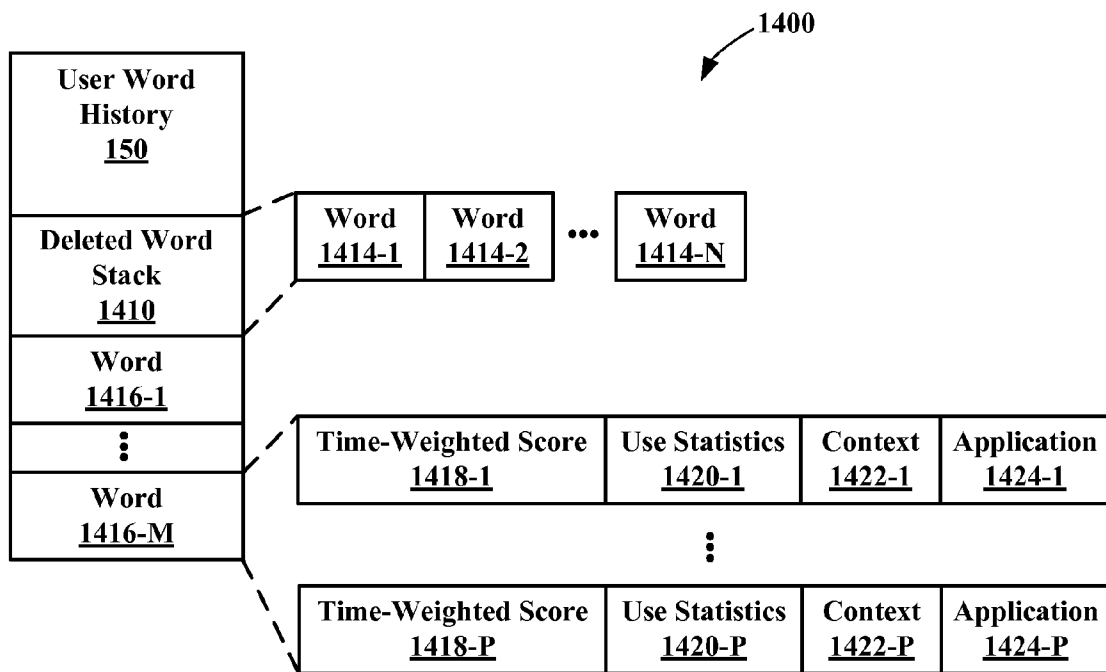 1400
User Word
History
150
Deleted Word
Stack
1410
Word
1414-1
Word
1414-2
•••
Word
1414-N
Word
1416-1
Word
1416-M
Time-Weighted Score
1418-1
Use Statistics
1420-1
Context
1422-1
Application
1424-1
Time-Weighted Score
1418-P
Use Statistics
1420-P
Context
1422-P
Application
1424-P